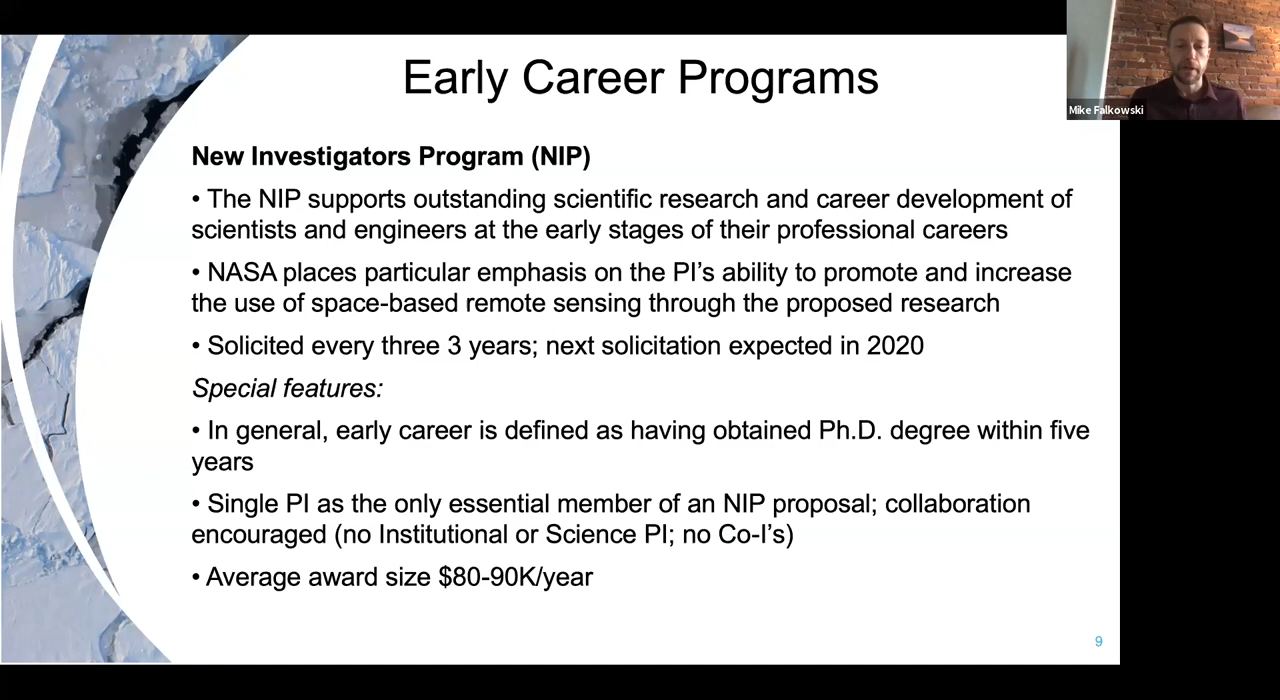 Early Career Programs
Mike Falkowski
New Investigators Program (NIP)
• The NIP supports outstanding scientific research and career development of
scientists and engineers at the early stages of their professional careers
• NASA places particular emphasis on the PI’s ability to promote and increase
the use of space-based remote sensing through the proposed research
• Solicited every three 3 years; next solicitation expected in 2020
Special features:
• In general, early career is defined as having obtained Ph.D. degree within five
years
• Single PI as the only essential member of an NIP proposal; collaboration
encouraged (no Institutional or Science PI; no Co-I’s)
• Average award size $80-90K/year
9